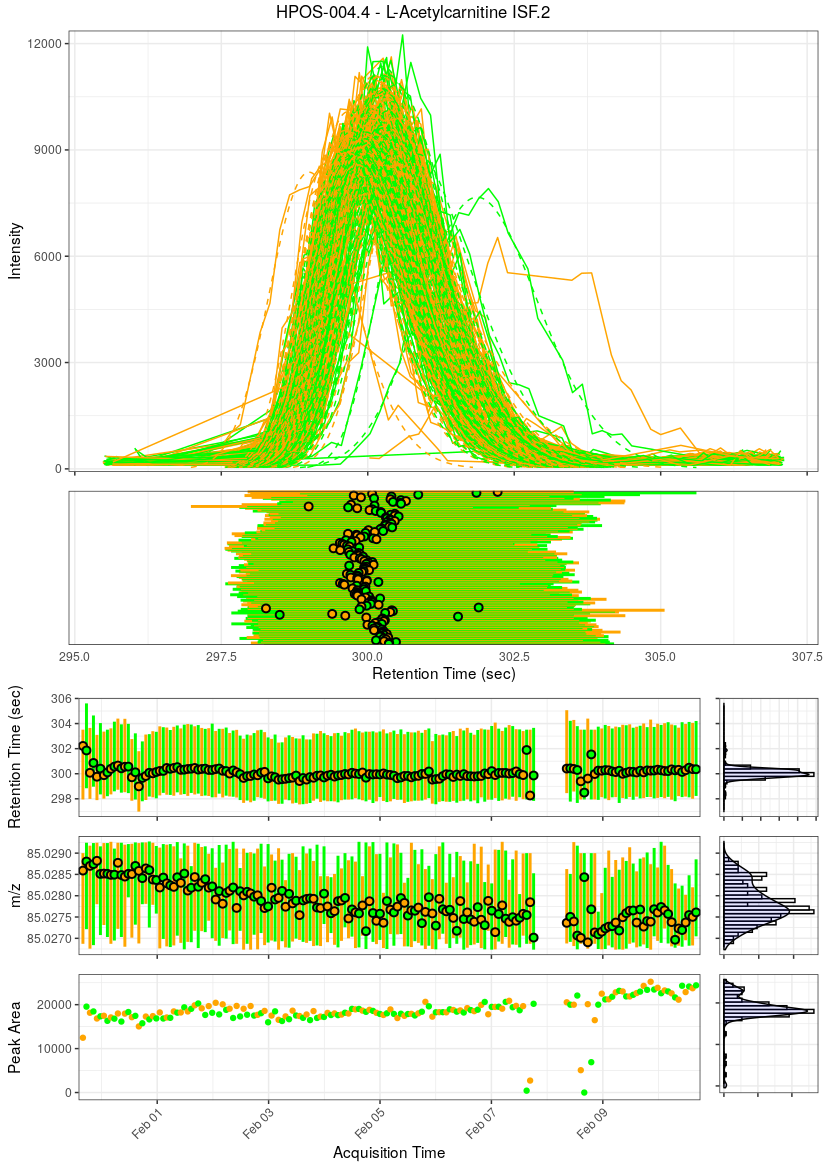 HPOS-004.4 - L-Acetylcarnitine ISF.2
Intensity
12000
9000
6000
3000
0
295.0 297.5 300.0 302.5 305.0 307.5
Retention Time (sec)
Retention Time (sec)
306
304
302
300
298
m/z
85.0290
85.0285
85.0280
85.0275
85.0270
Peak Area
20000
10000
0
Feb 01 Feb 03 Feb 05 Feb 07 Feb 09
Acquisition Time